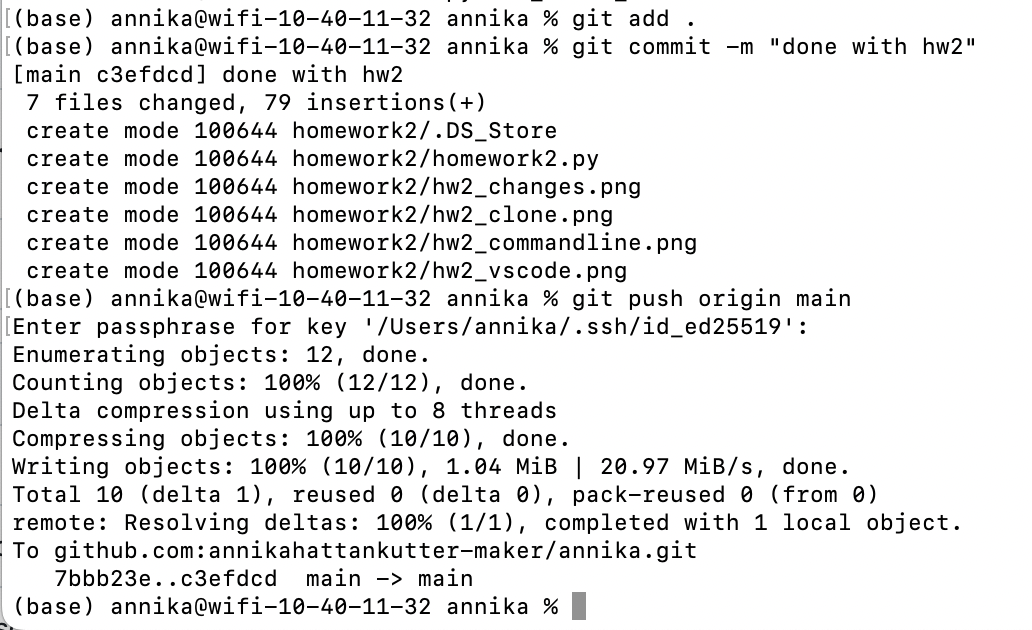 (base) annika@wifi-10-40-11-32 annika % git add .
(base) annika@wifi-10-40-11-32 annika % git commit -m "done with hw2"
[main c3efdcd] done with hw2
 7 files changed, 79 insertions(+)
 create mode 100644 homework2/.DS_Store
 create mode 100644 homework2/homework2.py
 create mode 100644 homework2/hw2_changes.png
 create mode 100644 homework2/hw2_clone.png
 create mode 100644 homework2/hw2_commandline.png
 create mode 100644 homework2/hw2_vscode.png
(base) annika@wifi-10-40-11-32 annika % git push origin main
Enter passphrase for key '/Users/annika/.ssh/id_ed25519':
Enumerating objects: 12, done.
Counting objects: 100% (12/12), done.
Delta compression using up to 8 threads
Compressing objects: 100% (10/10), done.
Writing objects: 100% (10/10), 1.04 MiB | 20.97 MiB/s, done.
Total 10 (delta 1), reused 0 (delta 0), pack-reused 0 (from 0)
remote: Resolving deltas: 100% (1/1), completed with 1 local object.
To github.com:annikahattankutter-maker/annika.git
   7bbb23e..c3efdcd  main -> main
(base) annika@wifi-10-40-11-32 annika %